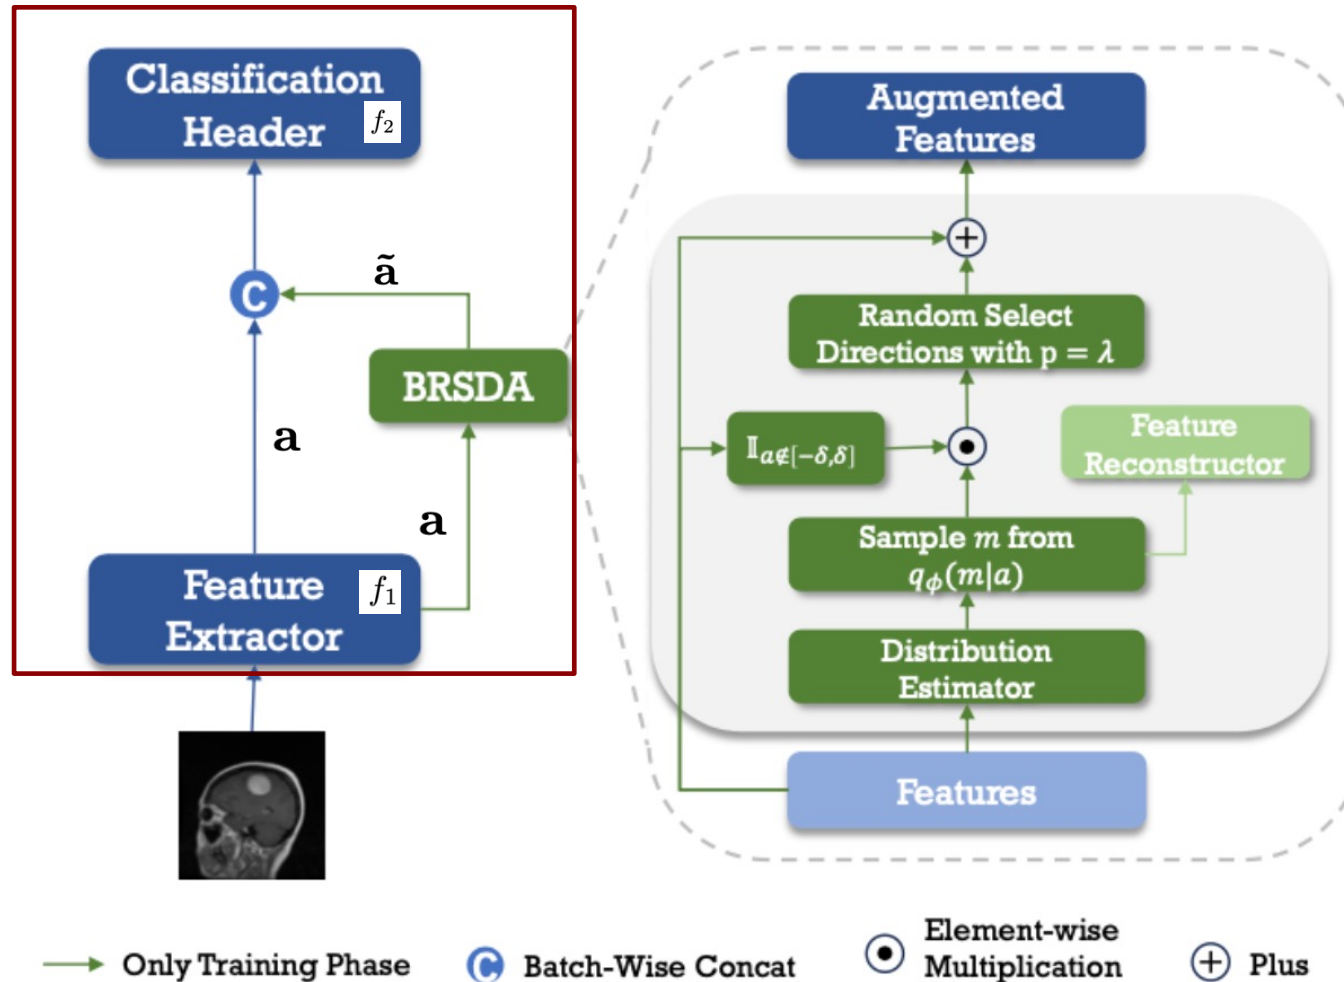 Classification
Header
f₂
ã
C
BRSDA
a
a
Feature
Extractor
f₁
Augmented
Features
+
Random Select
Directions with p = λ
𝕀a∉[−δ,δ]
Feature
Reconstructor
Sample m from
qϕ(m|a)
Distribution
Estimator
Features
Only Training Phase
C Batch-Wise Concat
Element-wise
Multiplication
+ Plus